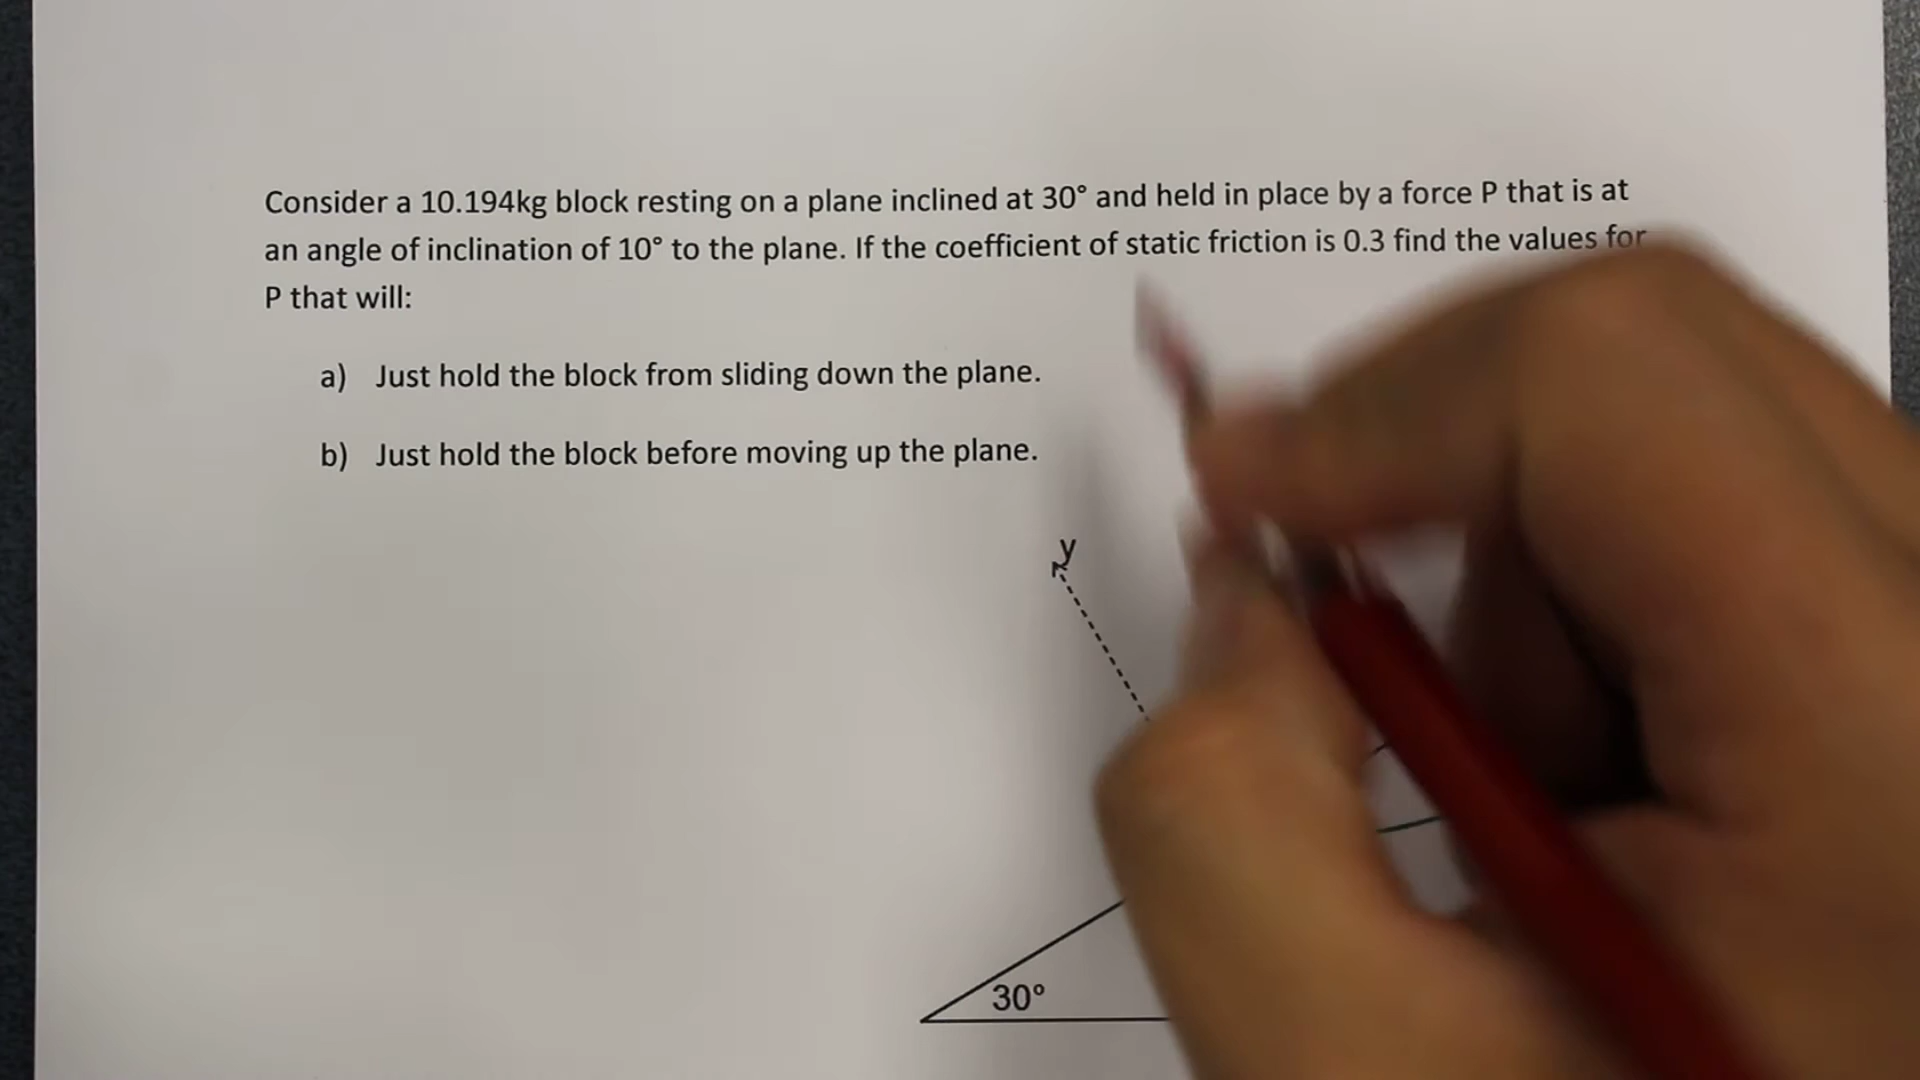 Consider a 10.194kg block resting on a plane inclined at 30° and held in place by a force P that is at
an angle of inclination of 10° to the plane. If the coefficient of static friction is 0.3 find the values for
P that will:
a) Just hold the block from sliding down the plane.
b) Just hold the block before moving up the plane.
y
30°